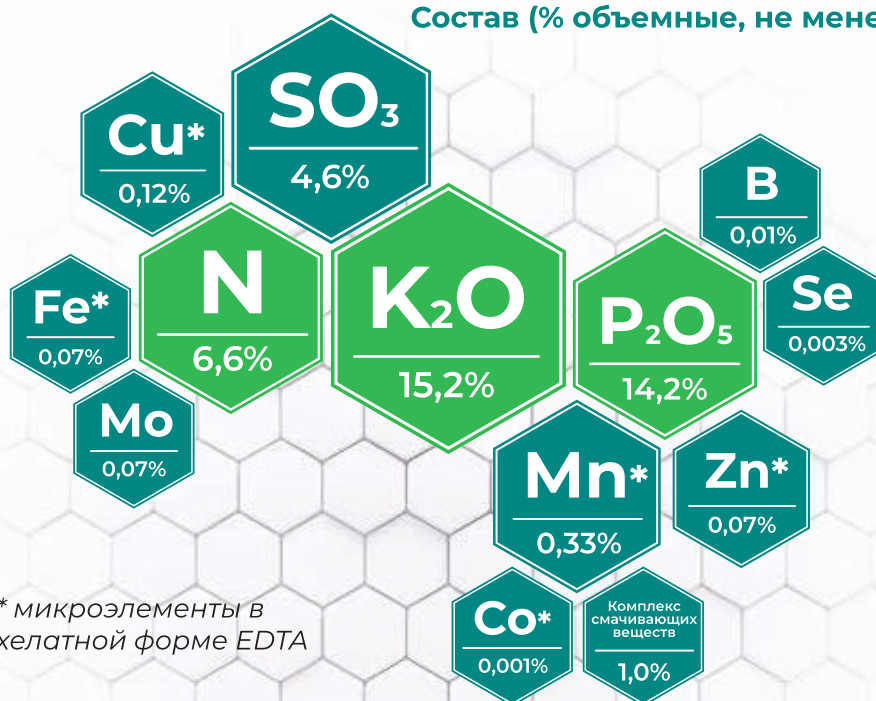 Состав (% объемные, не мене
SO₃
4,6%
Cu*
0,12%
B
0,01%
N
6,6%
K₂O
15,2%
P₂O₅
14,2%
Se
0,003%
Fe*
0,07%
Mo
0,07%
Mn*
0,33%
Zn*
0,07%
Co*
0,001%
Комплекс
смачивающих
веществ
1,0%
* микроэлементы в
хелатной форме EDTA